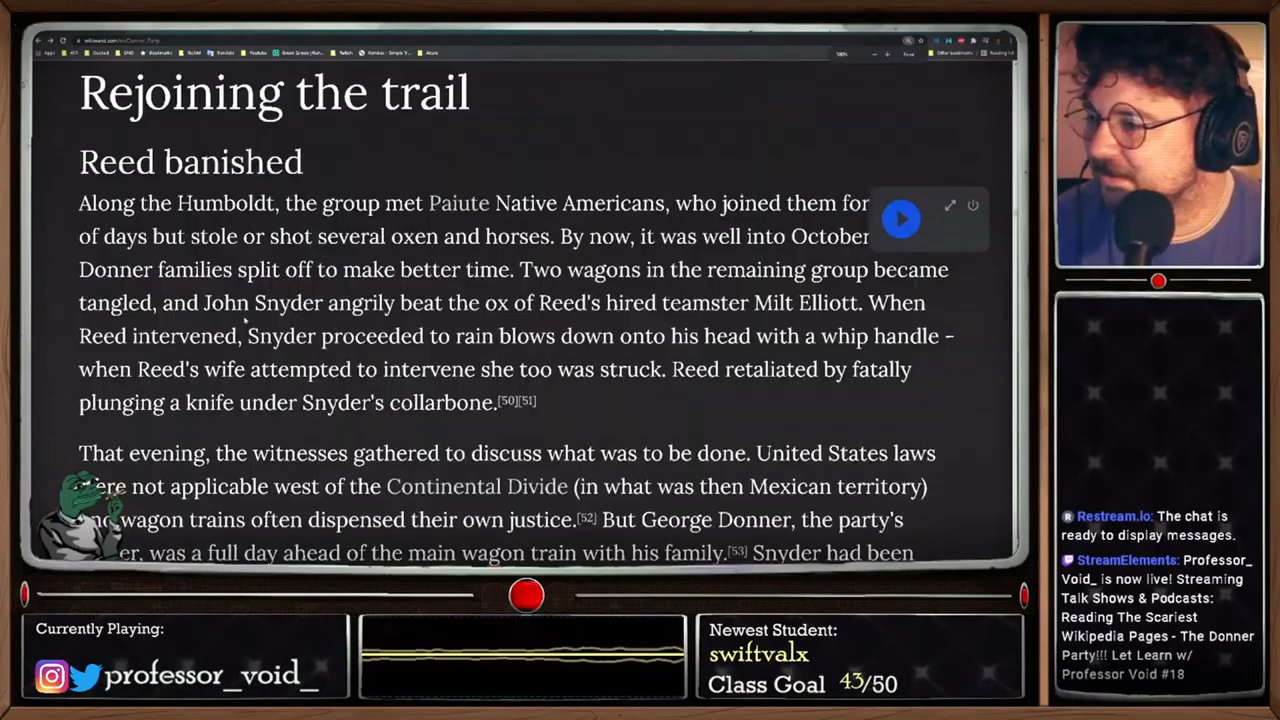 Rejoining the trail
Reed banished
Along the Humboldt, the group met Paiute Native Americans, who joined them for
of days but stole or shot several oxen and horses. By now, it was well into October
Donner families split off to make better time. Two wagons in the remaining group became
tangled, and John Snyder angrily beat the ox of Reed's hired teamster Milt Elliott. When
Reed intervened, Snyder proceeded to rain blows down onto his head with a whip handle –
when Reed's wife attempted to intervene she too was struck. Reed retaliated by fatally
plunging a knife under Snyder's collarbone.[50][51]
That evening, the witnesses gathered to discuss what was to be done. United States laws
were not applicable west of the Continental Divide (in what was then Mexican territory)
wagon trains often dispensed their own justice.[52] But George Donner, the party's
er, was a full day ahead of the main wagon train with his family.[53] Snyder had been
Restream.io: The chat is
ready to display messages.
StreamElements: Professor_
Void_ is now live! Streaming
Talk Shows & Podcasts:
Reading The Scariest
Wikipedia Pages - The Donner
Party!!! Let Learn w/
Professor Void #18
Currently Playing:
professor_void_
Newest Student:
swiftvalx
Class Goal 43/50